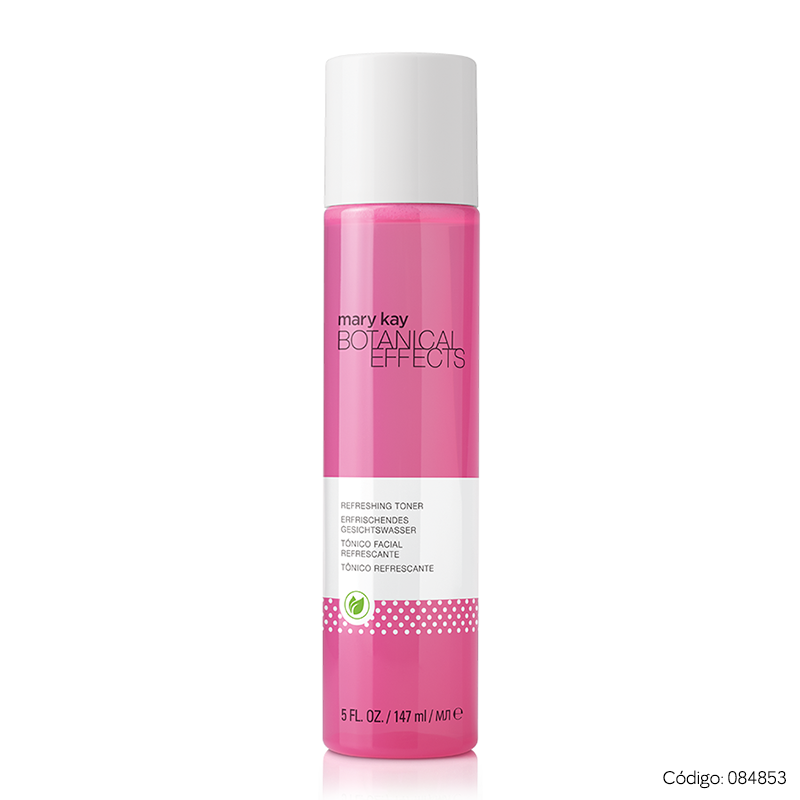 mary kay
BOTANICAL
EFFECTS
REFRESHING TONER
ERFRISCHENDES
GESICHTSWASSER
TÔNICO FACIAL
REFRESCANTE
TÓNICO REFRESCANTE
5 FL. OZ. / 147 ml / МЛ ℮
Código: 084853